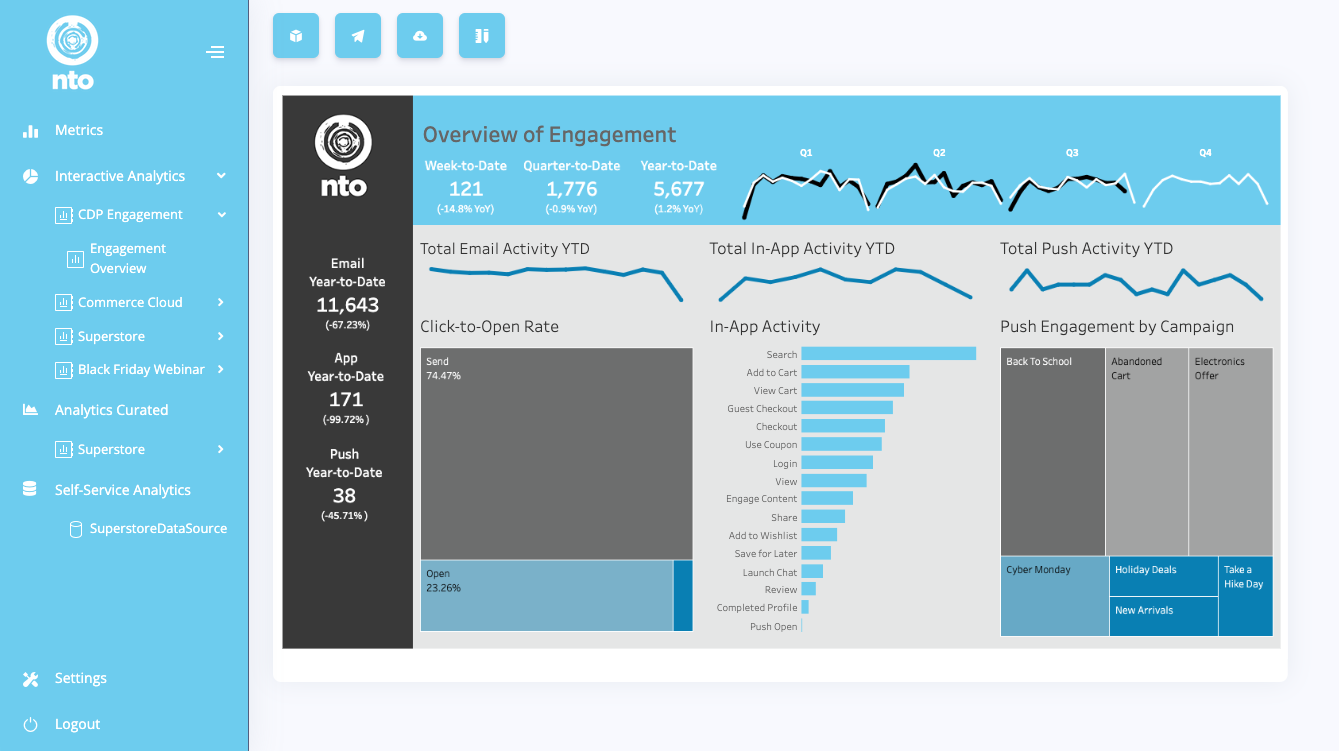 nto
Metrics
Interactive Analytics
CDP Engagement
Engagement
Overview
Commerce Cloud
Superstore
Black Friday Webinar
Analytics Curated
Superstore
Self-Service Analytics
SuperstoreDataSource
Settings
Logout
nto
Email
Year-to-Date
11,643
(-67.23%)
App
Year-to-Date
171
(-99.72% )
Push
Year-to-Date
38
(-45.71% )
Overview of Engagement
Week-to-Date Quarter-to-Date Year-to-Date
121 1,776 5,677
(-14.8% YoY) (-0.9% YoY) (1.2% YoY)
Q1 Q2 Q3 Q4
Total Email Activity YTD
Total In-App Activity YTD
Total Push Activity YTD
Click-to-Open Rate
Send
74.47%
Open
23.26%
In-App Activity
Search
Add to Cart
View Cart
Guest Checkout
Checkout
Use Coupon
Login
View
Engage Content
Share
Add to Wishlist
Save for Later
Launch Chat
Review
Completed Profile
Push Open
Push Engagement by Campaign
Back To School
Abandoned
Cart
Electronics
Offer
Cyber Monday
Holiday Deals
New Arrivals
Take a
Hike Day